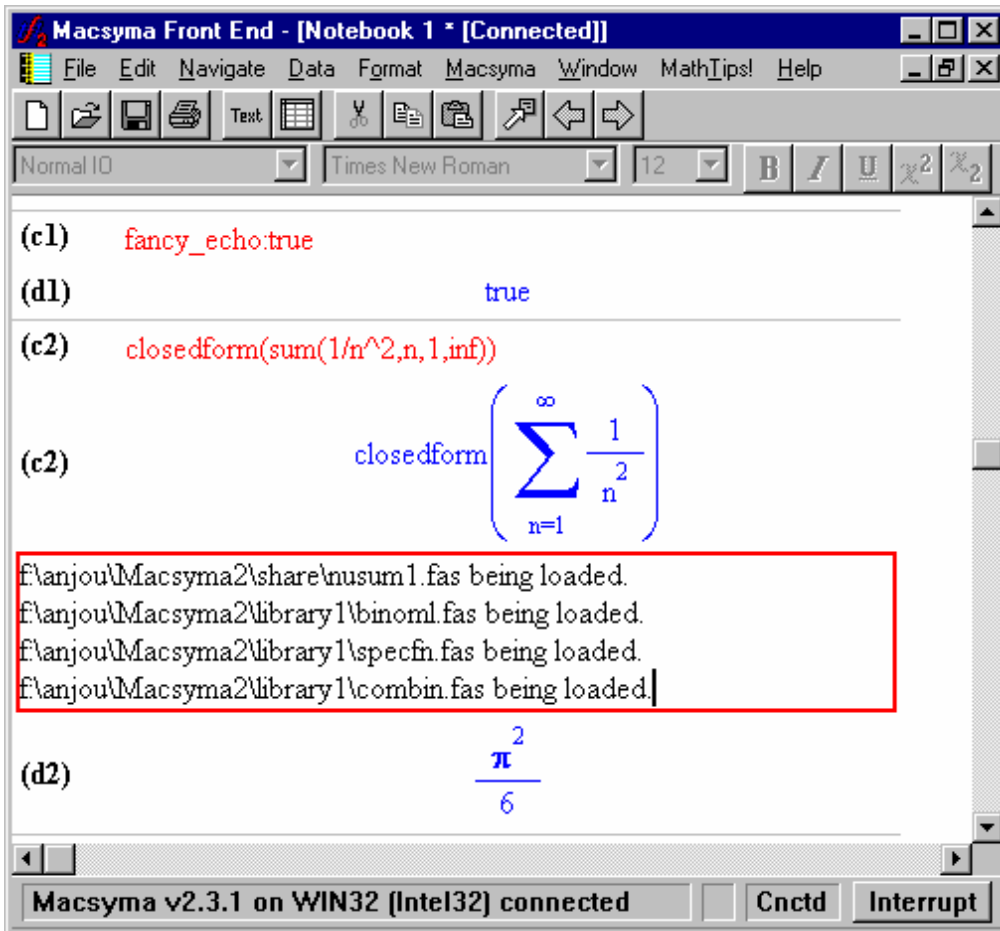 Macsyma Front End - [Notebook 1 * [Connected]]
File Edit Navigate Data Format Macsyma Window MathTips! Help
Text
Normal IO Times New Roman 12 B I U x² x₂
(c1) fancy_echo:true
(d1) true
(c2) closedform(sum(1/n^2,n,1,inf))
∞
1
(c2) closedform( ∑ —
n²
n=1 )
f:\anjou\Macsyma2\share\nusum1.fas being loaded.
f:\anjou\Macsyma2\library1\binoml.fas being loaded.
f:\anjou\Macsyma2\library1\specfn.fas being loaded.
f:\anjou\Macsyma2\library1\combin.fas being loaded.
π²
(d2) —
6
Macsyma v2.3.1 on WIN32 (Intel32) connected Cnctd Interrupt